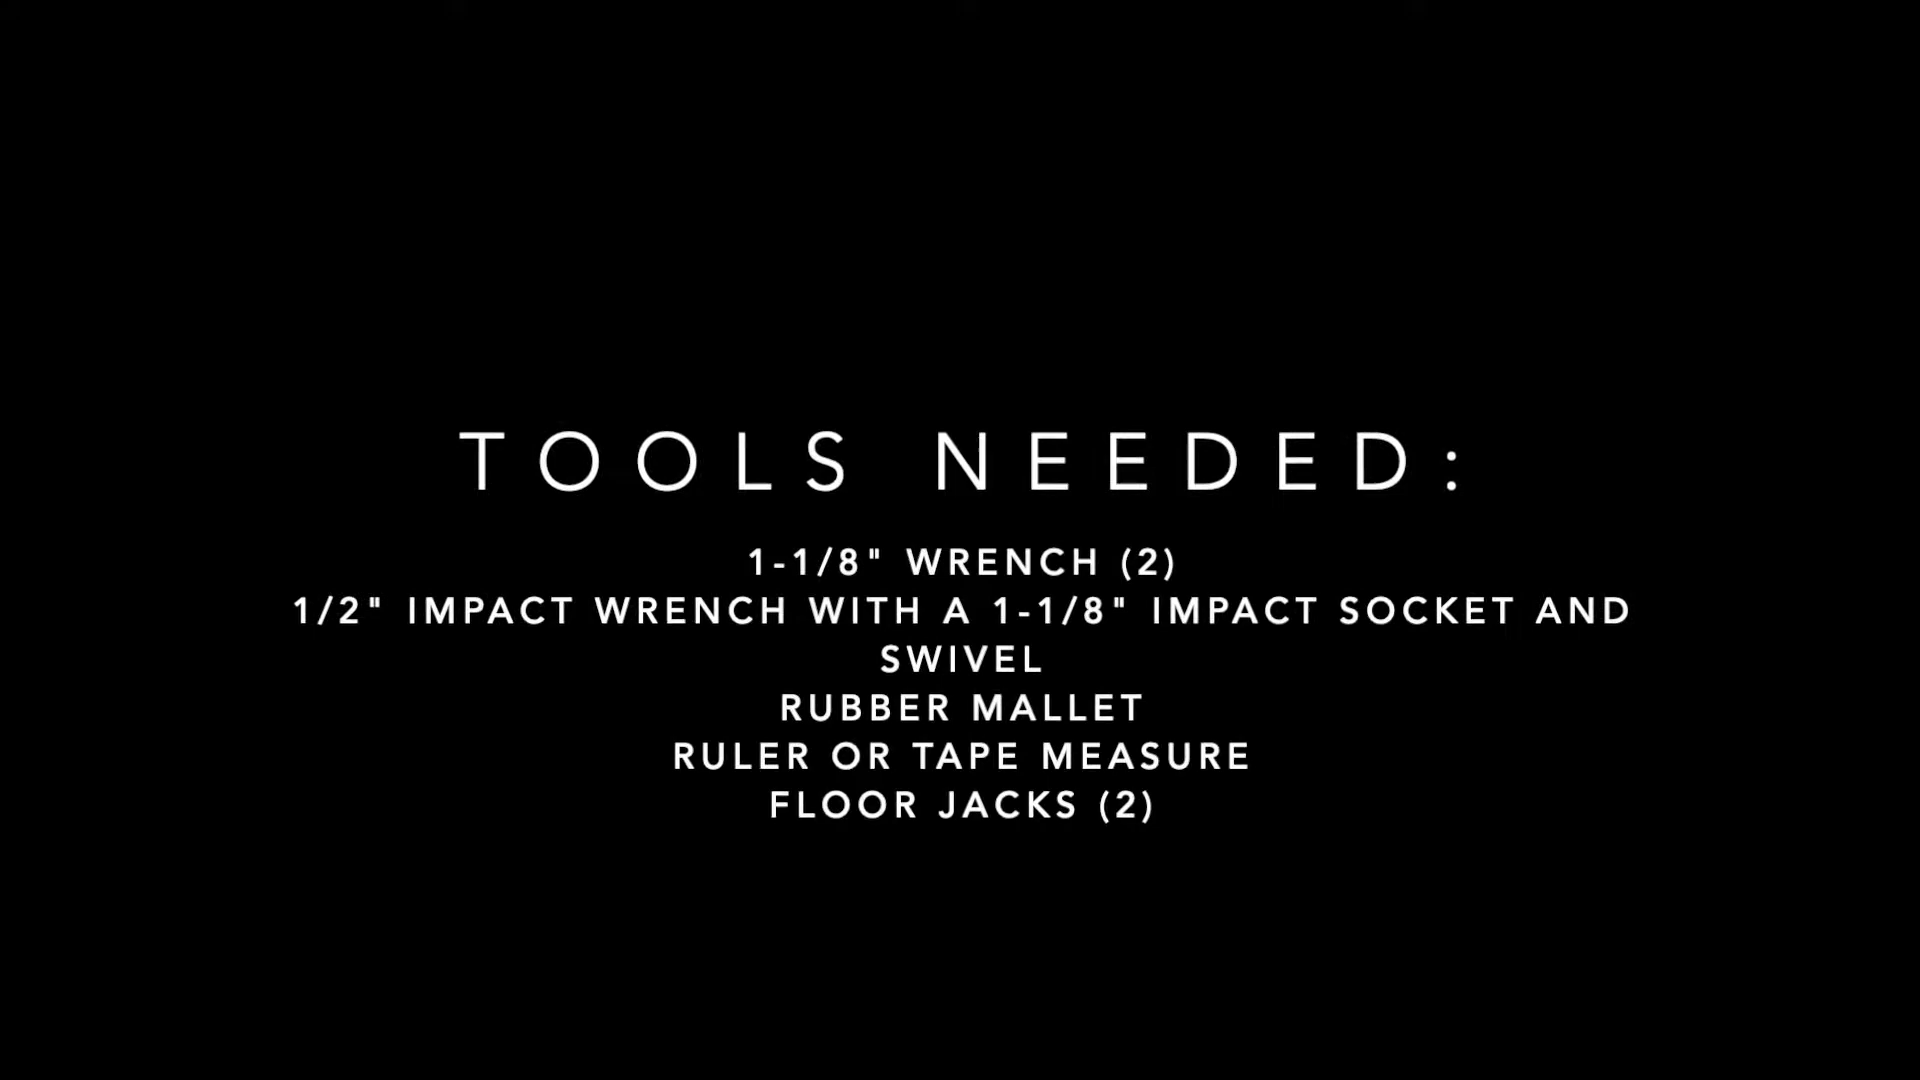 TOOLS NEEDED:
1-1/8" WRENCH (2)
1/2" IMPACT WRENCH WITH A 1-1/8" IMPACT SOCKET AND
SWIVEL
RUBBER MALLET
RULER OR TAPE MEASURE
FLOOR JACKS (2)